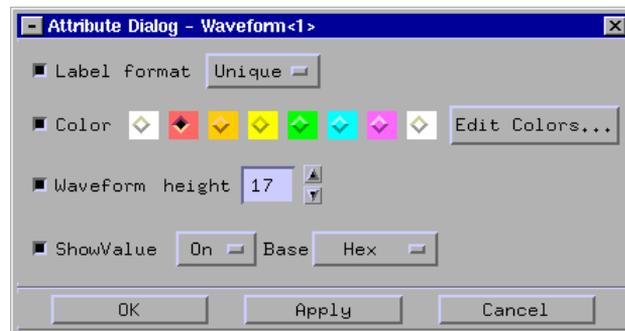 Attribute Dialog - Waveform<1>
Label format Unique
Color Edit Colors...
Waveform height 17
ShowValue On Base Hex
OK Apply Cancel